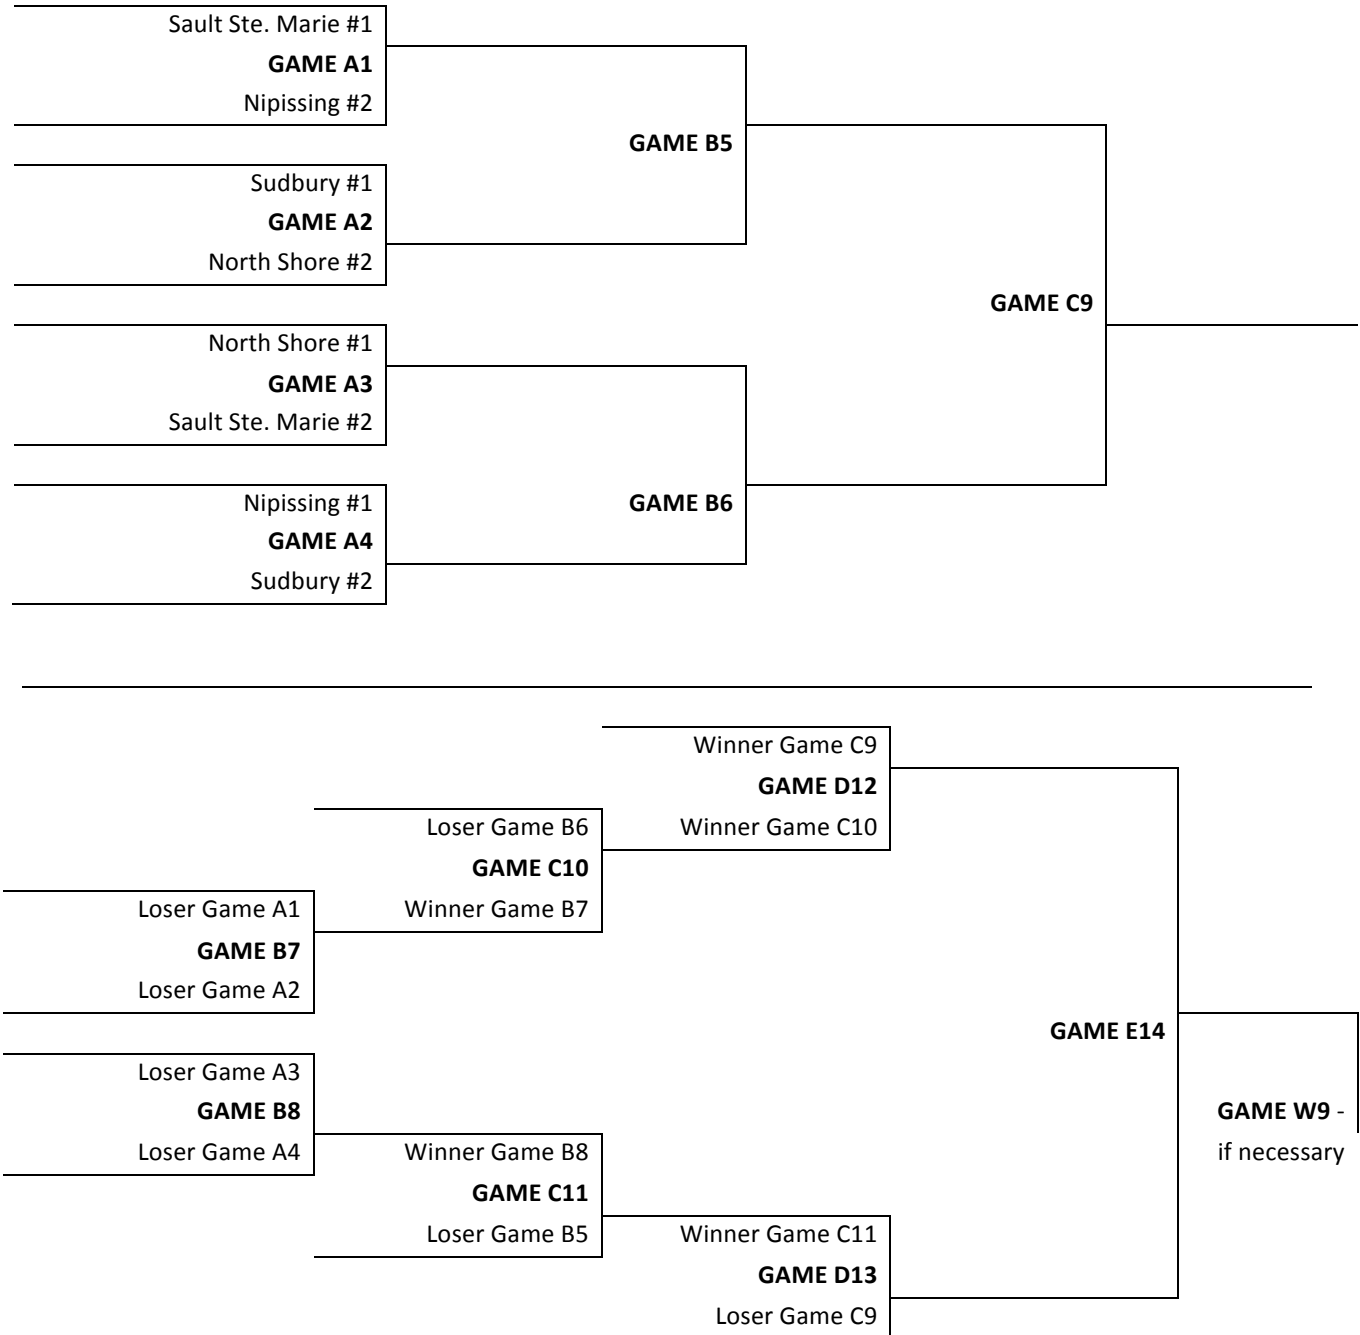 Sault Ste. Marie #1
GAME A1
Nipissing #2
GAME B5
Sudbury #1
GAME A2
North Shore #2
GAME C9
North Shore #1
GAME A3
Sault Ste. Marie #2
Nipissing #1
GAME B6
GAME A4
Sudbury #2
Winner Game C9
GAME D12
Loser Game B6
Winner Game C10
GAME C10
Loser Game A1
Winner Game B7
GAME B7
Loser Game A2
GAME E14
Loser Game A3
GAME B8
GAME W9 -
Loser Game A4
Winner Game B8
if necessary
GAME C11
Loser Game B5
Winner Game C11
GAME D13
Loser Game C9